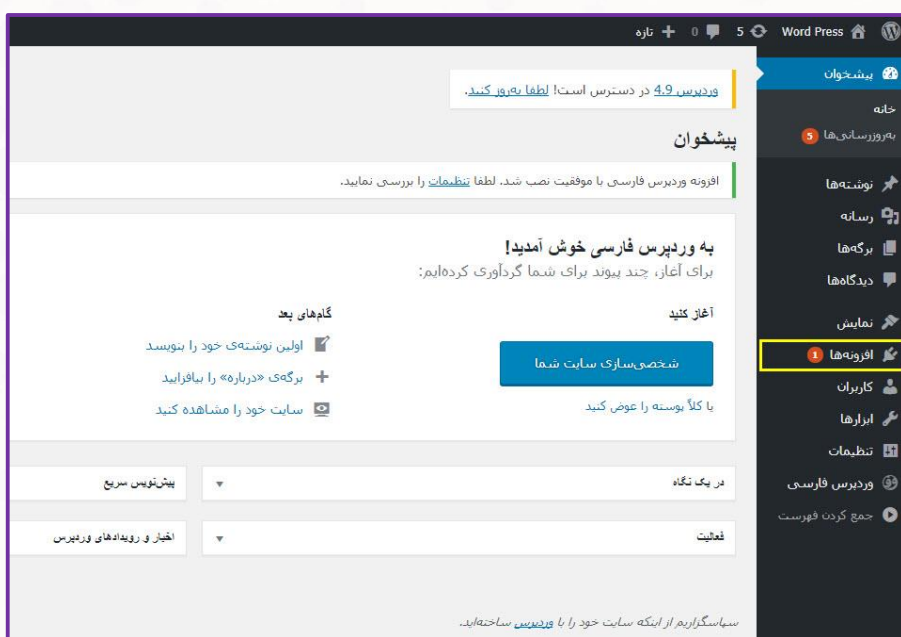 Word Press 5 0 تازه
پیشخوان
خانه
به‌روزرسانی‌ها 5
نوشته‌ها
رسانه
برگه‌ها
دیدگاه‌ها
نمایش
افزونه‌ها 1
کاربران
ابزارها
تنظیمات
وردپرس فارسی
جمع کردن فهرست
وردپرس 4.9 در دسترس است! لطفا به‌روز کنید.
پیشخوان
افزونه وردپرس فارسی با موفقیت نصب شد. لطفا تنظیمات را بررسی نمایید.
به وردپرس فارسی خوش آمدید!
برای آغاز، چند پیوند برای شما گردآوری کرده‌ایم:
آغاز کنید
شخصی‌سازی سایت شما
یا کلاً پوسته را عوض کنید
گام‌های بعد
اولین نوشته‌ی خود را بنویسد
برگه‌ی «درباره» را بیافزایید
سایت خود را مشاهده کنید
در یک نگاه
پیش‌نویس سریع
فعالیت
اخبار و رویدادهای وردپرس
سپاسگزاریم از اینکه سایت خود را با وردپرس ساخته‌اید.